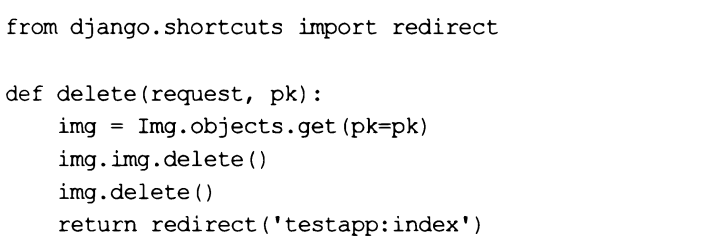 from django.shortcuts import redirect

def delete(request, pk):
    img = Img.objects.get(pk=pk)
    img.img.delete()
    img.delete()
    return redirect('testapp:index')